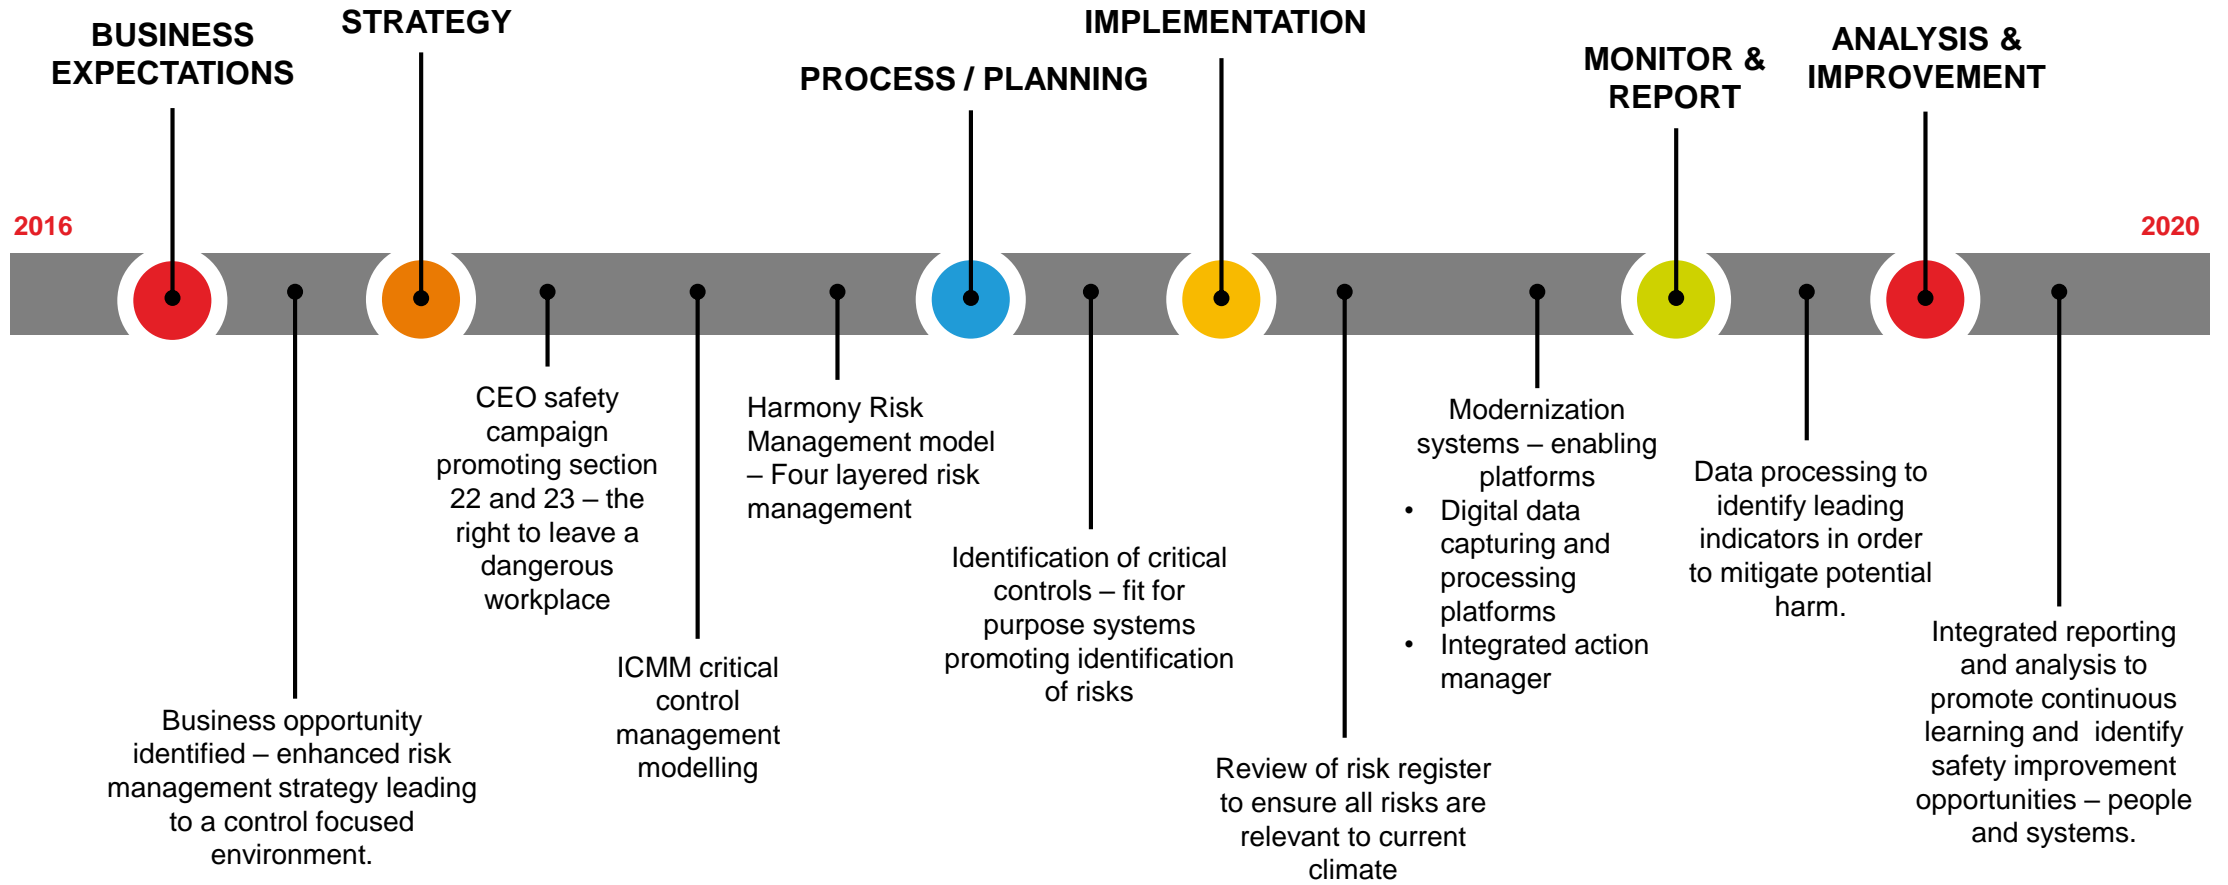 BUSINESS
EXPECTATIONS
STRATEGY
PROCESS / PLANNING
IMPLEMENTATION
MONITOR &
REPORT
ANALYSIS &
IMPROVEMENT
2016
2020
Business opportunity
identified – enhanced risk
management strategy leading
to a control focused
environment.
CEO safety
campaign
promoting section
22 and 23 – the
right to leave a
dangerous
workplace
ICMM critical
control
management
modelling
Harmony Risk
Management model
– Four layered risk
management
Identification of critical
controls – fit for
purpose systems
promoting identification
of risks
Review of risk register
to ensure all risks are
relevant to current
climate
Modernization
systems – enabling
platforms
• Digital data
capturing and
processing
platforms
• Integrated action
manager
Data processing to
identify leading
indicators in order
to mitigate potential
harm.
Integrated reporting
and analysis to
promote continuous
learning and  identify
safety improvement
opportunities – people
and systems.